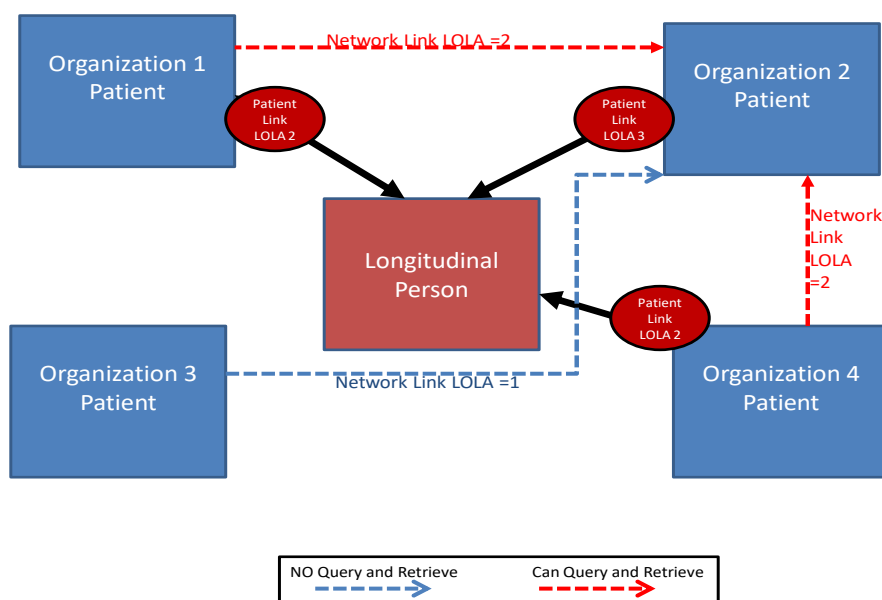 Network Link LOLA =2
Organization 1
Patient
Organization 2
Patient
Patient
Link
LOLA 2
Patient
Link
LOLA 3
Network
Link
LOLA
=2
Longitudinal
Person
Patient
Link
LOLA 2
Organization 3
Patient
Network Link LOLA =1
Organization 4
Patient
NO Query and Retrieve
Can Query and Retrieve